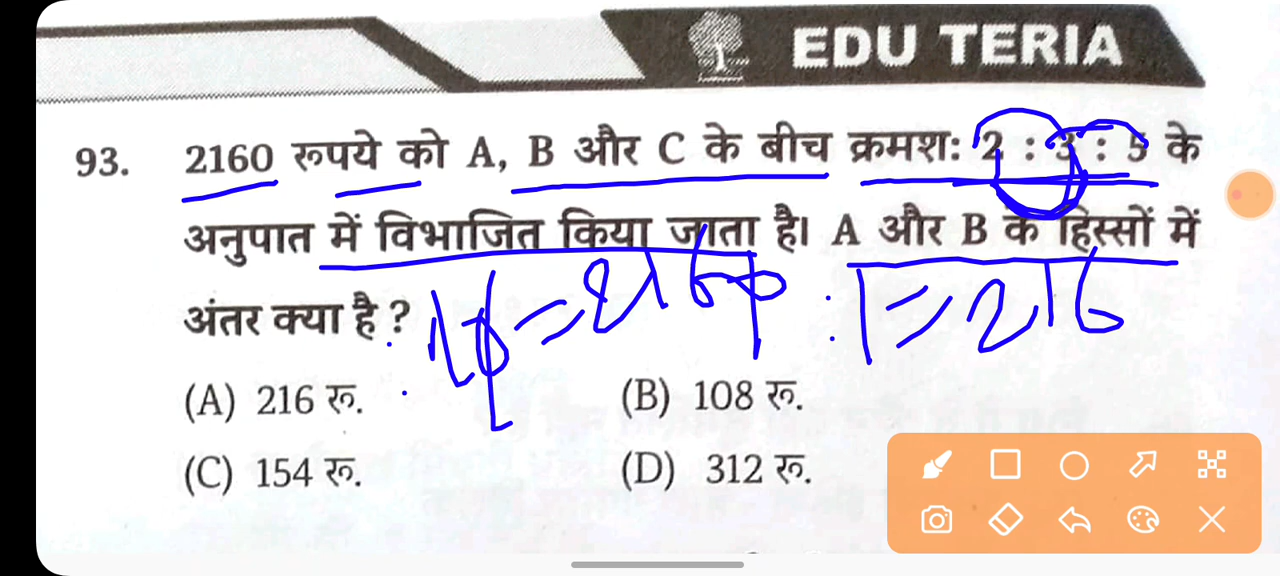 EDU TERIA
93. 2160 रूपये को A, B और C के बीच क्रमश: 2 : 3 : 5 के
अनुपात में विभाजित किया जाता है। A और B के हिस्सों में
अंतर क्या है ?
10 = 2160 : 1 = 216
(A) 216 रू. (B) 108 रू.
(C) 154 रू. (D) 312 रू.